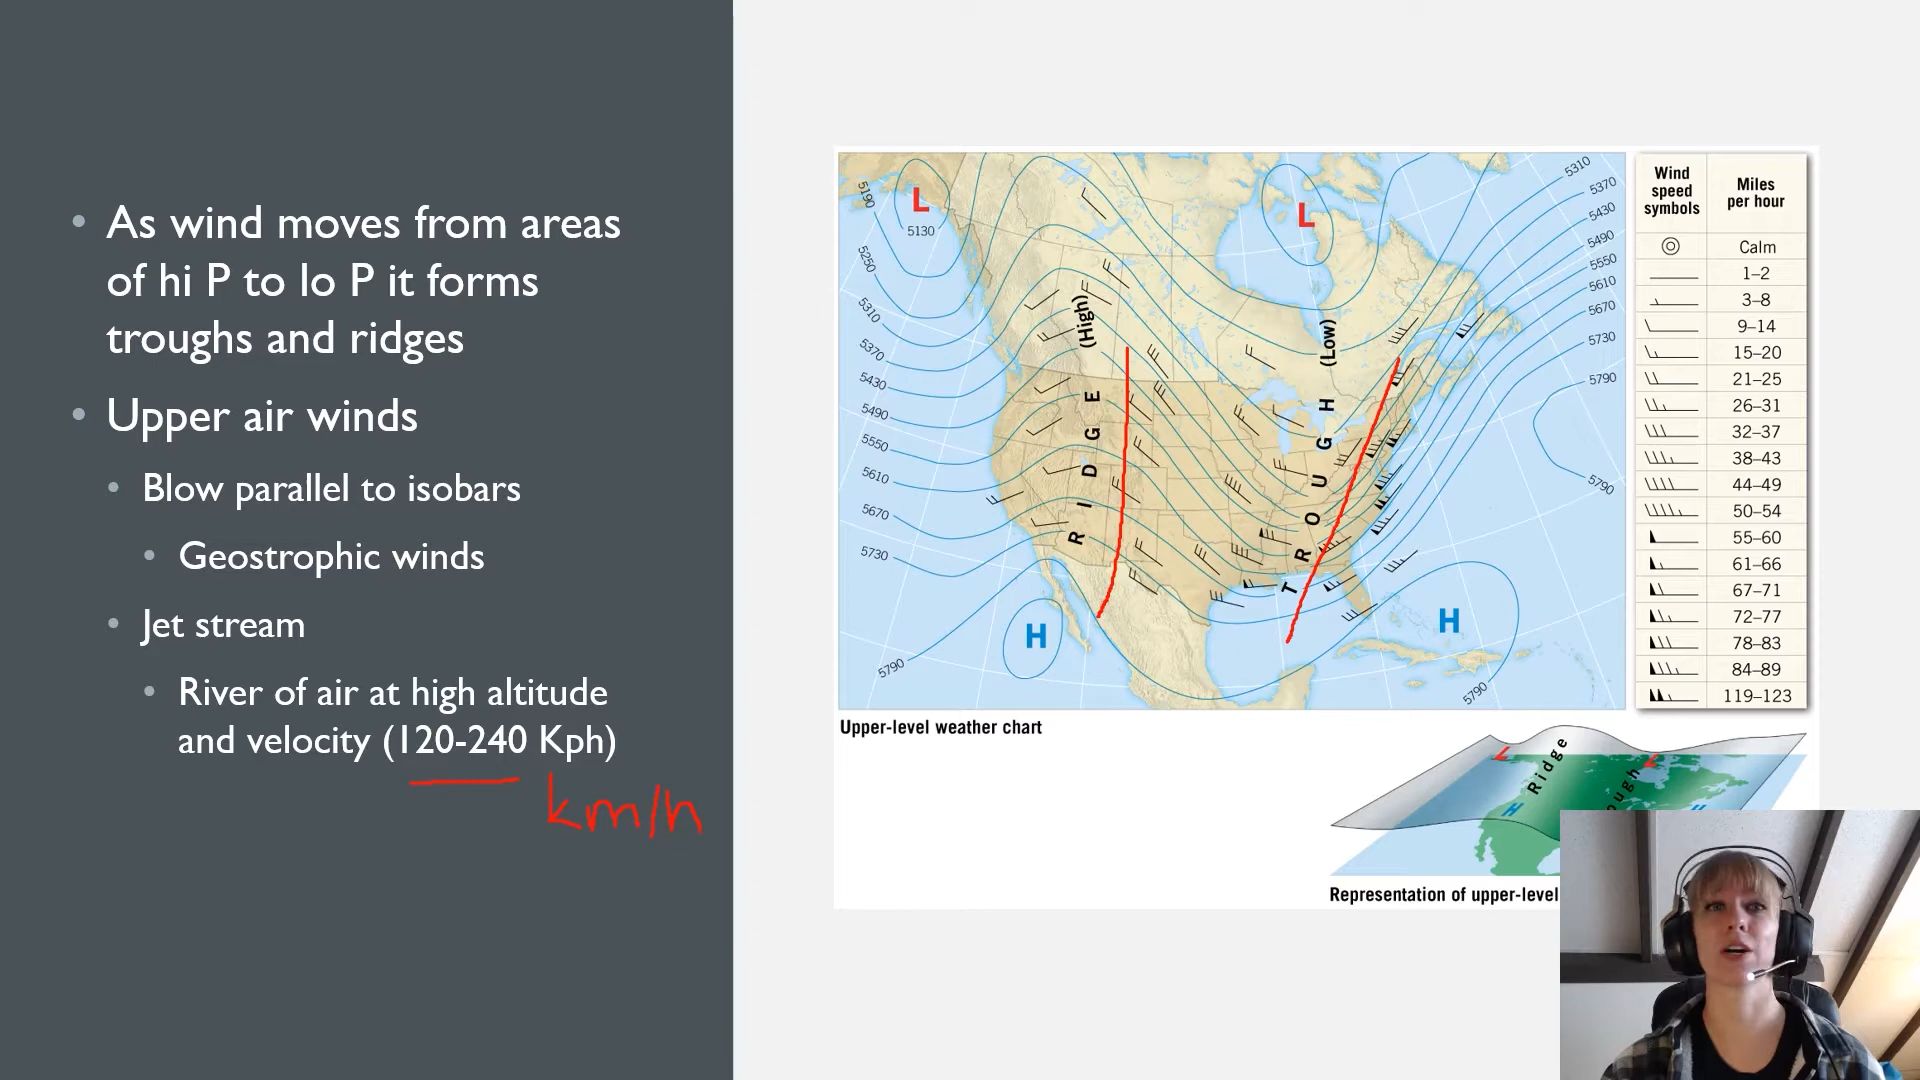 • As wind moves from areas
of hi P to lo P it forms
troughs and ridges
• Upper air winds
• Blow parallel to isobars
• Geostrophic winds
• Jet stream
• River of air at high altitude
and velocity (120-240 Kph)
km/h
L
5130
5190
5250
5310
5370
5430
5490
5550
5610
5670
5730
5790
L
5310
5370
5430
5490
5550
5610
5670
5730
5790
5790
5790
H
H
RIDGE (High)
TROUGH (Low)
Wind
speed
symbols
Miles
per hour
Calm
1–2
3–8
9–14
15–20
21–25
26–31
32–37
38–43
44–49
50–54
55–60
61–66
67–71
72–77
78–83
84–89
119–123
Upper-level weather chart
L
Ridge
L
ough
H
Representation of upper-level